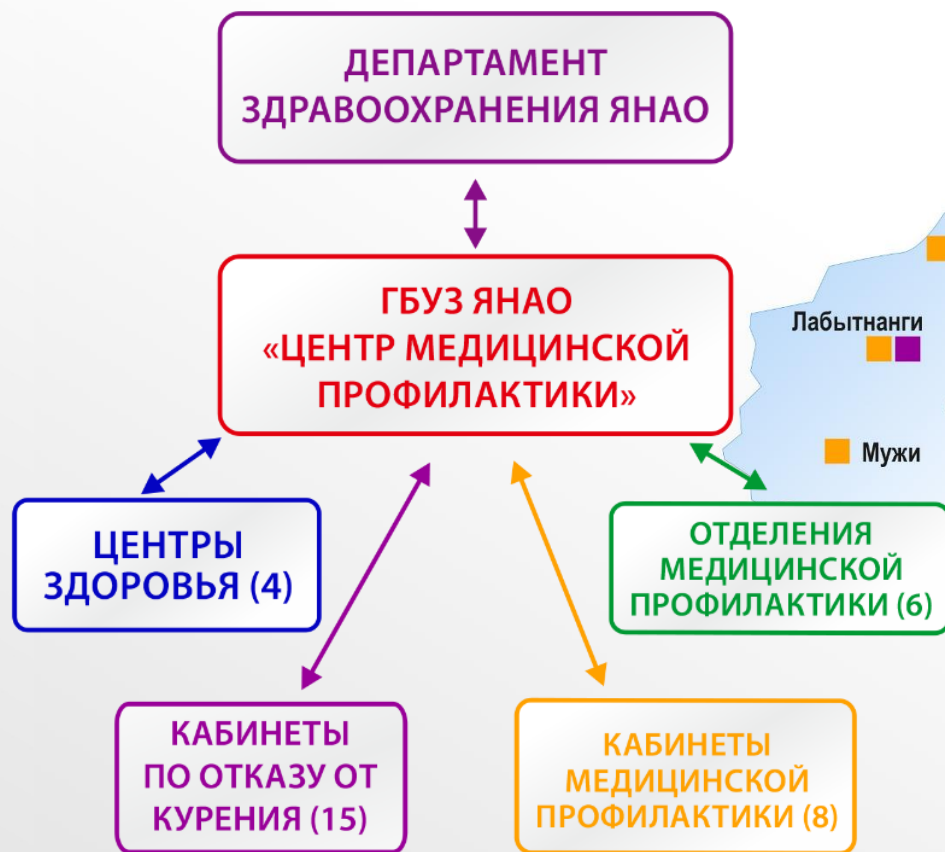 ДЕПАРТАМЕНТ
ЗДРАВООХРАНЕНИЯ ЯНАО
ГБУЗ ЯНАО
«ЦЕНТР МЕДИЦИНСКОЙ
ПРОФИЛАКТИКИ»
Лабытнанги
Мужи
ЦЕНТРЫ
ЗДОРОВЬЯ (4)
ОТДЕЛЕНИЯ
МЕДИЦИНСКОЙ
ПРОФИЛАКТИКИ (6)
КАБИНЕТЫ
ПО ОТКАЗУ ОТ
КУРЕНИЯ (15)
КАБИНЕТЫ
МЕДИЦИНСКОЙ
ПРОФИЛАКТИКИ (8)